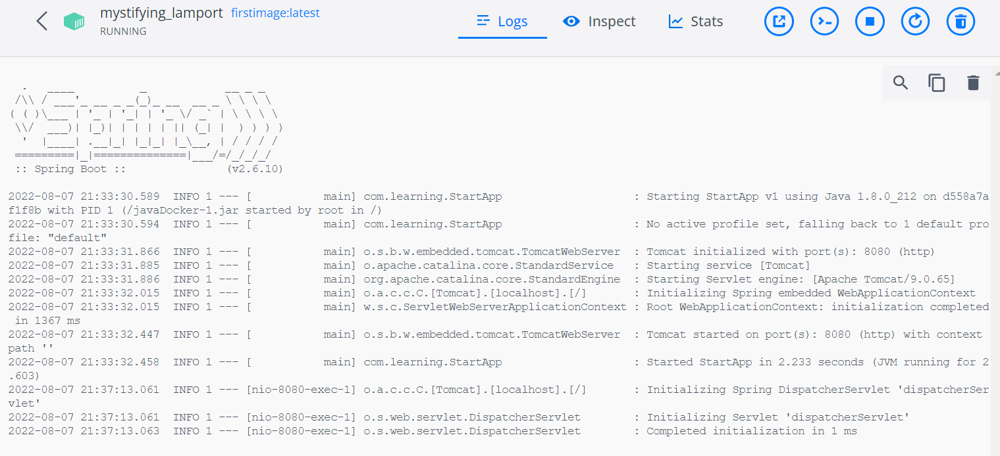 mystifying_lamport firstimage:latest
RUNNING
Logs Inspect Stats
  .   ____          _            __ _ _
 /\\ / ___'_ __ _ _(_)_ __  __ _ \ \ \ \
( ( )\___ | '_ | '_| | '_ \/ _` | \ \ \ \
 \\/  ___)| |_)| | | | | || (_| |  ) ) ) )
  '  |____| .__|_| |_|_| |_\__, | / / / /
 =========|_|==============|___/=/_/_/_/
 :: Spring Boot ::                (v2.6.10)
2022-08-07 21:33:30.589  INFO 1 --- [           main] com.learning.StartApp                    : Starting StartApp v1 using Java 1.8.0_212 on d558a7a
f1f8b with PID 1 (/javaDocker-1.jar started by root in /)
2022-08-07 21:33:30.594  INFO 1 --- [           main] com.learning.StartApp                    : No active profile set, falling back to 1 default pro
file: "default"
2022-08-07 21:33:31.866  INFO 1 --- [           main] o.s.b.w.embedded.tomcat.TomcatWebServer  : Tomcat initialized with port(s): 8080 (http)
2022-08-07 21:33:31.885  INFO 1 --- [           main] o.apache.catalina.core.StandardService   : Starting service [Tomcat]
2022-08-07 21:33:31.886  INFO 1 --- [           main] org.apache.catalina.core.StandardEngine  : Starting Servlet engine: [Apache Tomcat/9.0.65]
2022-08-07 21:33:32.015  INFO 1 --- [           main] o.a.c.c.C.[Tomcat].[localhost].[/]       : Initializing Spring embedded WebApplicationContext
2022-08-07 21:33:32.015  INFO 1 --- [           main] w.s.c.ServletWebServerApplicationContext : Root WebApplicationContext: initialization completed
 in 1367 ms
2022-08-07 21:33:32.447  INFO 1 --- [           main] o.s.b.w.embedded.tomcat.TomcatWebServer  : Tomcat started on port(s): 8080 (http) with context
path ''
2022-08-07 21:33:32.458  INFO 1 --- [           main] com.learning.StartApp                    : Started StartApp in 2.233 seconds (JVM running for 2
.603)
2022-08-07 21:37:13.061  INFO 1 --- [nio-8080-exec-1] o.a.c.c.C.[Tomcat].[localhost].[/]       : Initializing Spring DispatcherServlet 'dispatcherSer
vlet'
2022-08-07 21:37:13.061  INFO 1 --- [nio-8080-exec-1] o.s.web.servlet.DispatcherServlet        : Initializing Servlet 'dispatcherServlet'
2022-08-07 21:37:13.063  INFO 1 --- [nio-8080-exec-1] o.s.web.servlet.DispatcherServlet        : Completed initialization in 1 ms